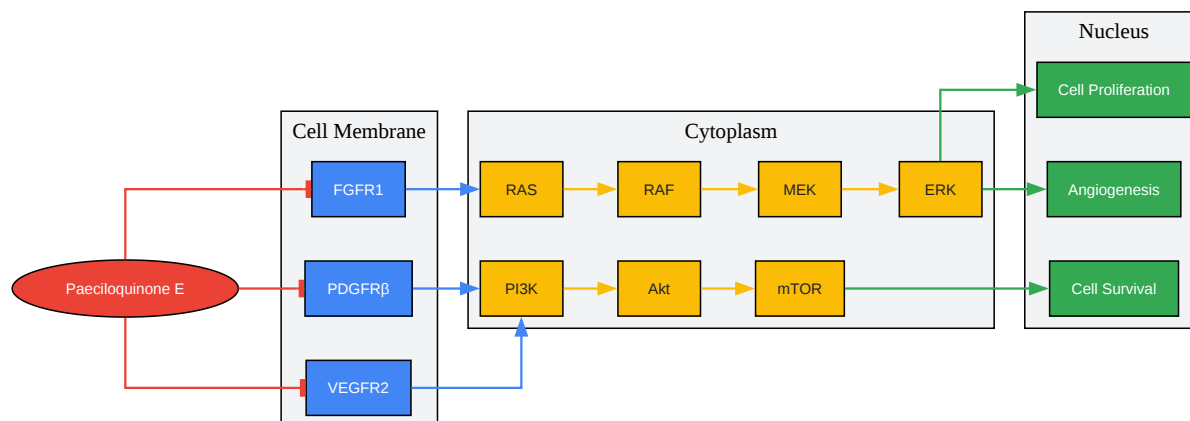 Nucleus
Cell Proliferation
Cell Membrane
Cytoplasm
FGFR1
RAS
RAF
MEK
ERK
Angiogenesis
Paeciloquinone E
PDGFRβ
PI3K
Akt
mTOR
Cell Survival
VEGFR2